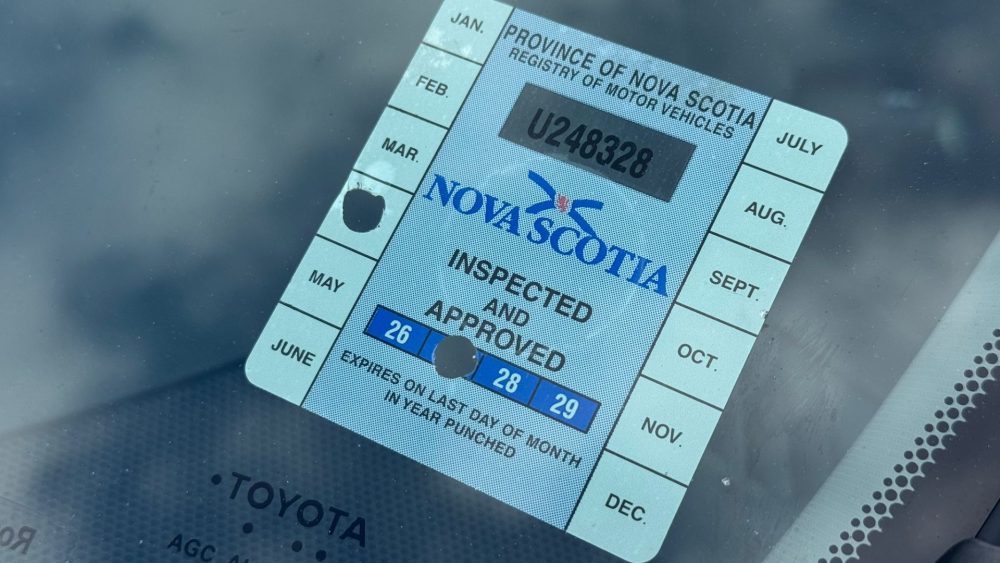 JAN.
FEB.
MAR.
MAY
JUNE
PROVINCE OF NOVA SCOTIA
REGISTRY OF MOTOR VEHICLES
U248328
NOVA SCOTIA
INSPECTED
AND
APPROVED
26 28 29
EXPIRES ON LAST DAY OF MONTH
IN YEAR PUNCHED
JULY
AUG.
SEPT.
OCT.
NOV.
DEC.
TOYOTA
AGC